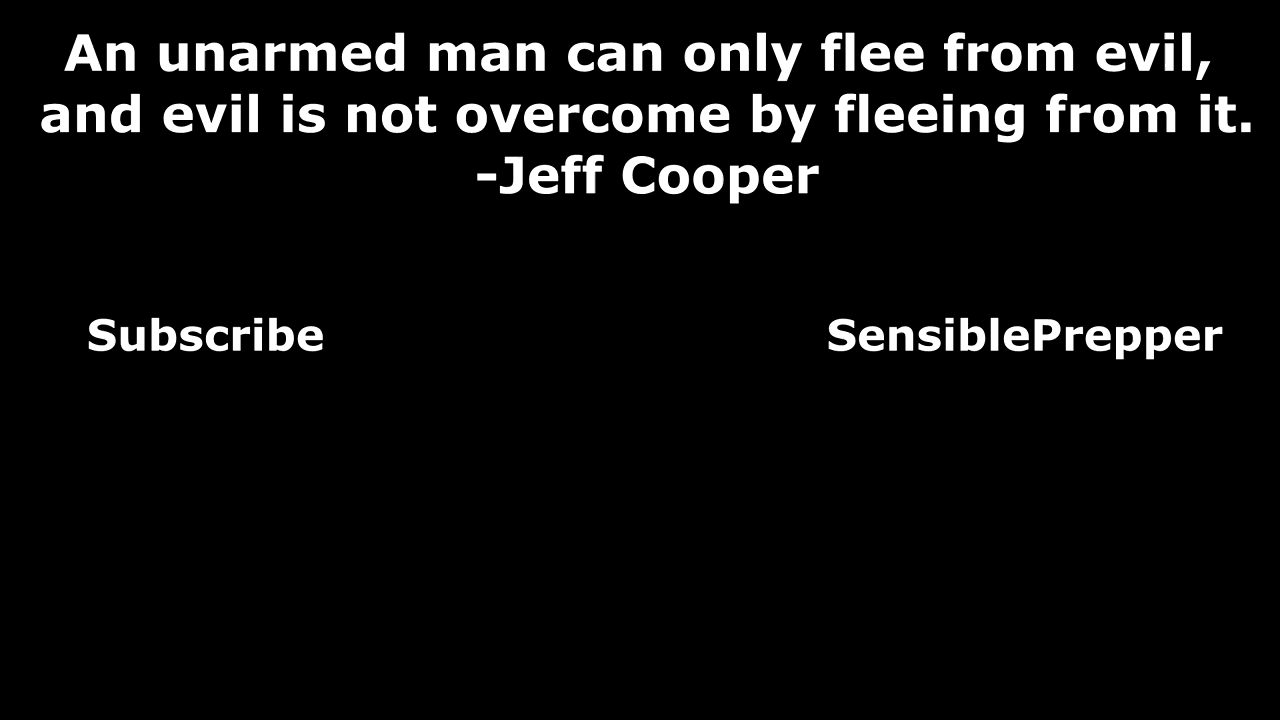 An unarmed man can only flee from evil,
and evil is not overcome by fleeing from it.
-Jeff Cooper
Subscribe
SensiblePrepper